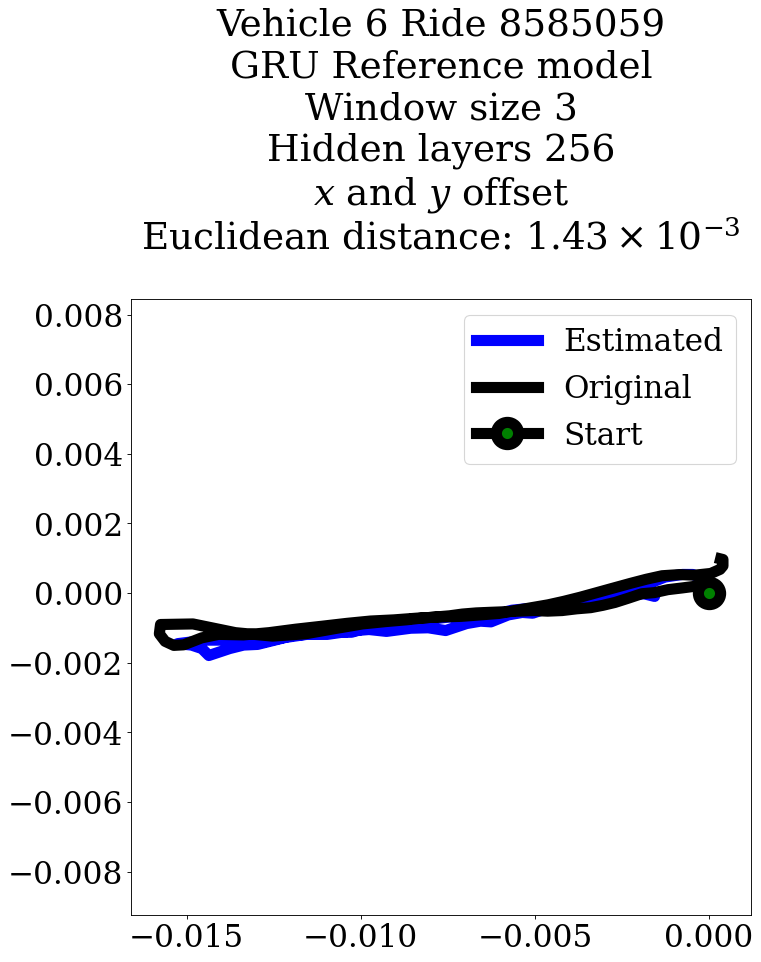 Vehicle 6 Ride 8585059
GRU Reference model
Window size 3
Hidden layers 256
x and y offset
Euclidean distance: 1.43 × 10⁻³
0.008
0.006
0.004
0.002
0.000
−0.002
−0.004
−0.006
−0.008
Estimated
Original
Start
−0.015 −0.010 −0.005 0.000